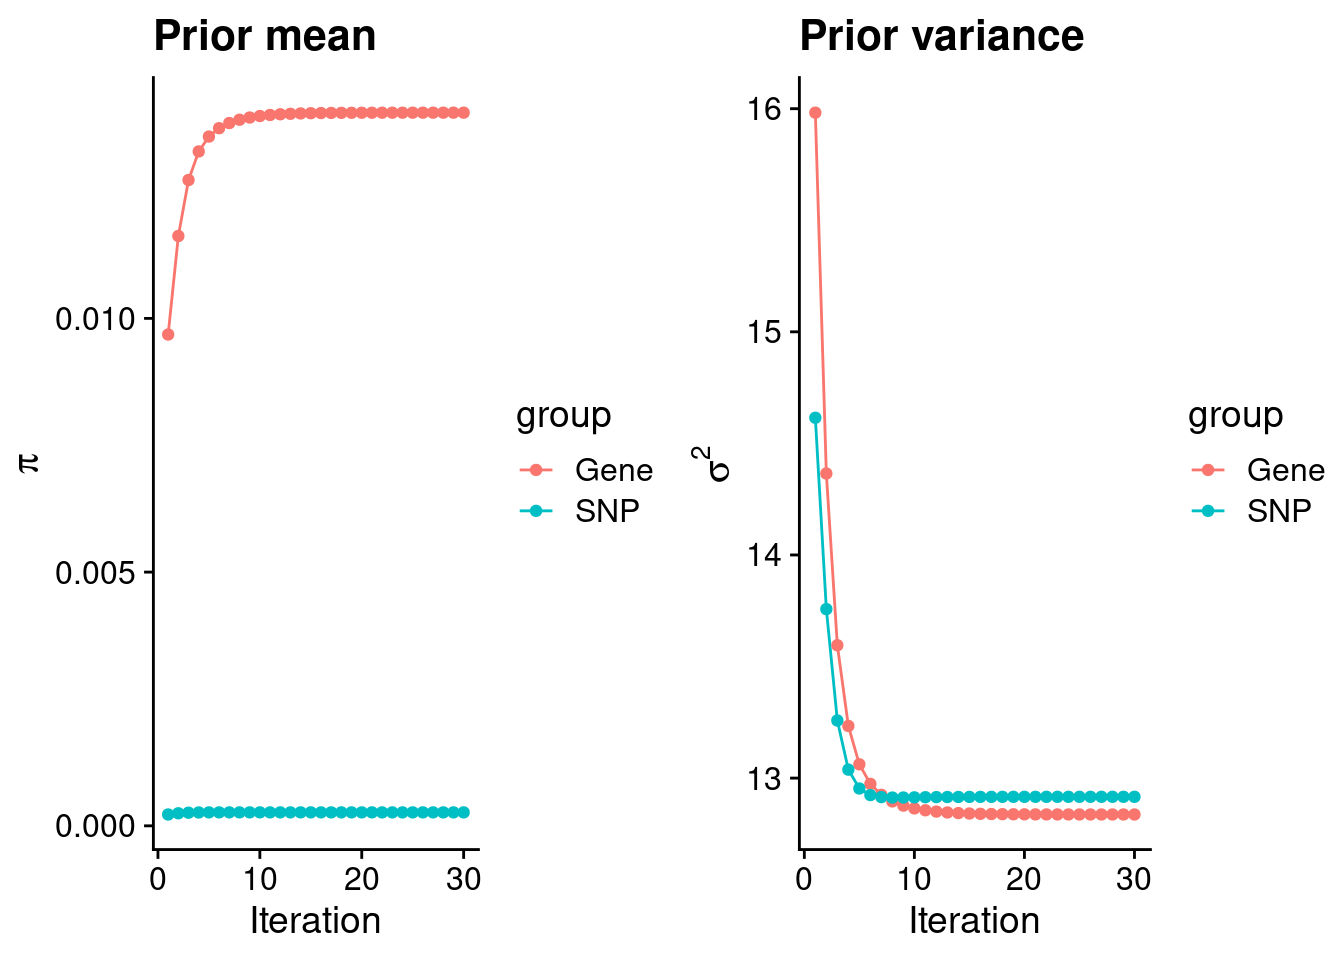 Prior mean
0.010
0.005
0.000
π
0
10
20
30
Iteration
group
Gene
SNP
Prior variance
16
15
14
13
σ²
0
10
20
30
Iteration
group
Gene
SNP